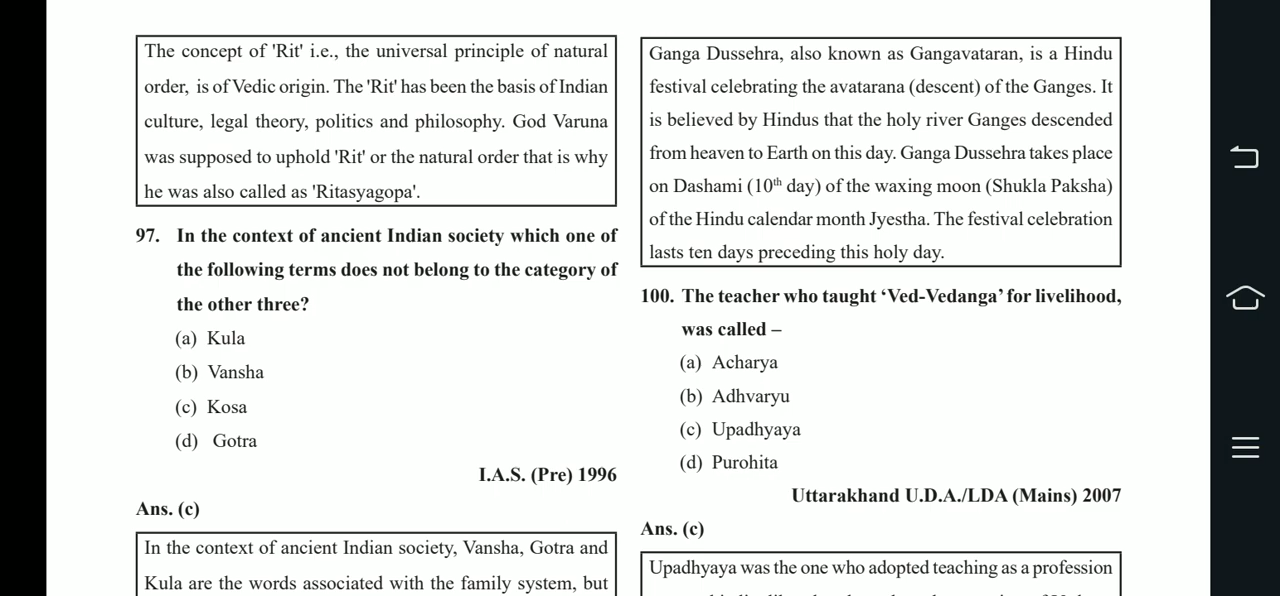 The concept of 'Rit' i.e., the universal principle of natural
order, is of Vedic origin. The 'Rit' has been the basis of Indian
culture, legal theory, politics and philosophy. God Varuna
was supposed to uphold 'Rit' or the natural order that is why
he was also called as 'Ritasyagopa'.
97. In the context of ancient Indian society which one of
the following terms does not belong to the category of
the other three?
(a) Kula
(b) Vansha
(c) Kosa
(d) Gotra
I.A.S. (Pre) 1996
Ans. (c)
In the context of ancient Indian society, Vansha, Gotra and
Kula are the words associated with the family system, but
Ganga Dussehra, also known as Gangavataran, is a Hindu
festival celebrating the avatarana (descent) of the Ganges. It
is believed by Hindus that the holy river Ganges descended
from heaven to Earth on this day. Ganga Dussehra takes place
on Dashami (10th day) of the waxing moon (Shukla Paksha)
of the Hindu calendar month Jyestha. The festival celebration
lasts ten days preceding this holy day.
100. The teacher who taught ‘Ved-Vedanga’ for livelihood,
was called –
(a) Acharya
(b) Adhvaryu
(c) Upadhyaya
(d) Purohita
Uttarakhand U.D.A./LDA (Mains) 2007
Ans. (c)
Upadhyaya was the one who adopted teaching as a profession